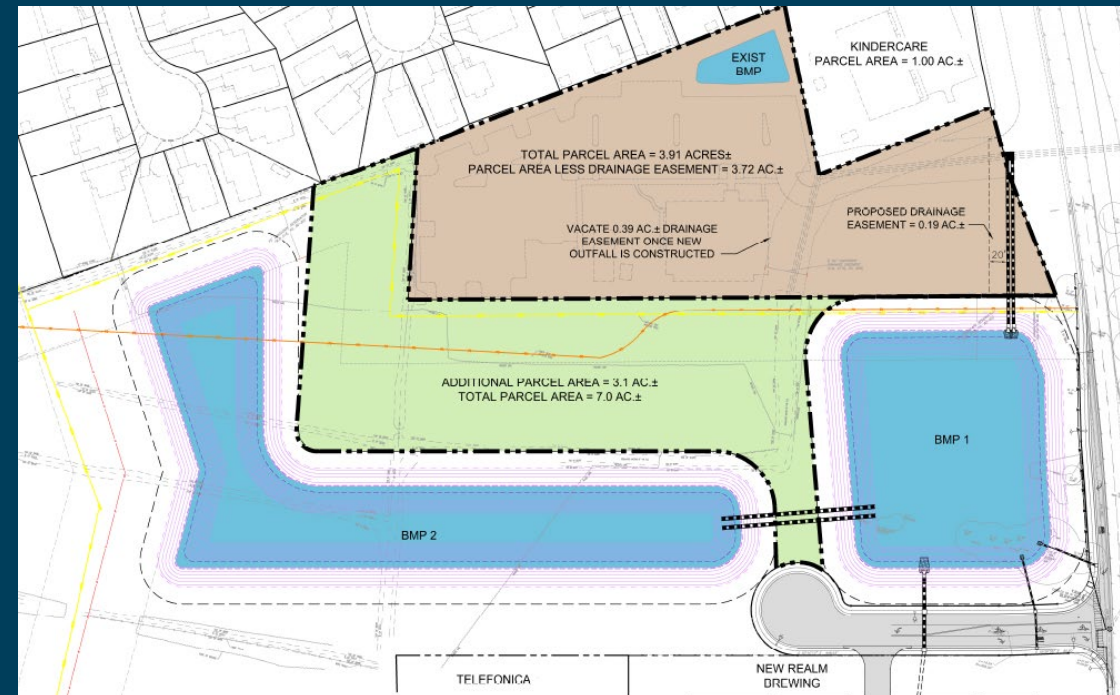 EXIST
BMP
KINDERCARE
PARCEL AREA = 1.00 AC.±
TOTAL PARCEL AREA = 3.91 ACRES±
PARCEL AREA LESS DRAINAGE EASEMENT = 3.72 AC.±
VACATE 0.39 AC.± DRAINAGE
EASEMENT ONCE NEW
OUTFALL IS CONSTRUCTED
PROPOSED DRAINAGE
EASEMENT = 0.19 AC.±
20'
ADDITIONAL PARCEL AREA = 3.1 AC.±
TOTAL PARCEL AREA = 7.0 AC.±
BMP 1
BMP 2
TELEFONICA
NEW REALM
BREWING